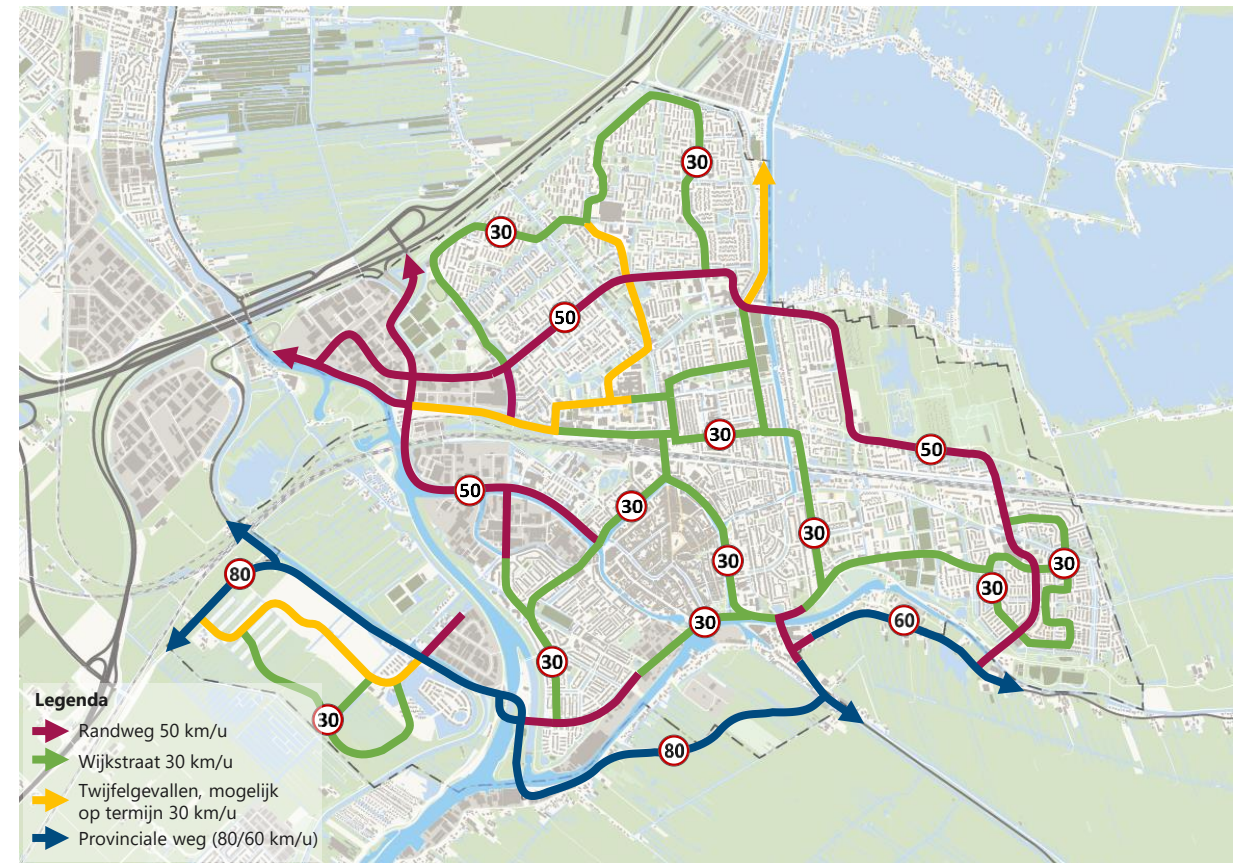 30
30
50
30
50
50
30
30
30
30
80
30
60
30
30
30
80
Legenda
Randweg 50 km/u
Wijkstraat 30 km/u
Twijfelgevallen, mogelijk
op termijn 30 km/u
Provinciale weg (80/60 km/u)